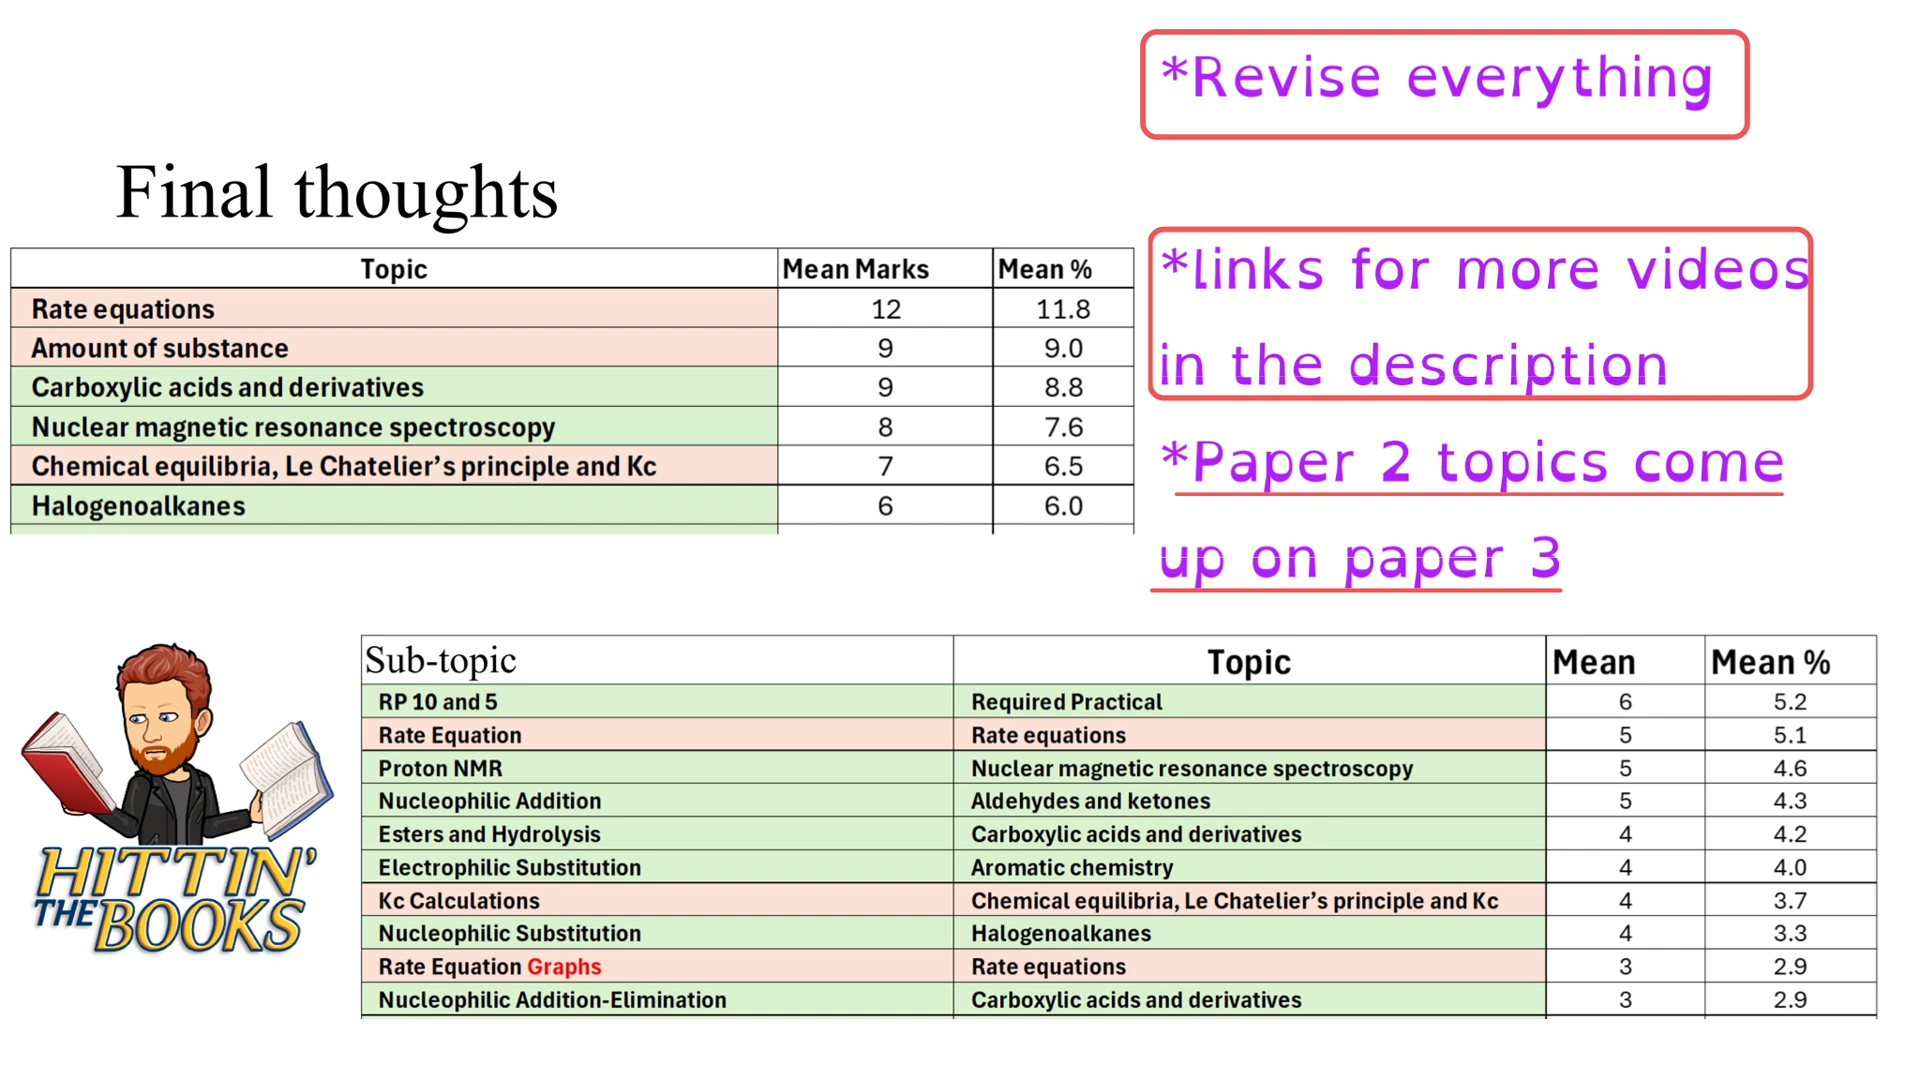 *Revise everything
Final thoughts
*links for more videos
in the description
*Paper 2 topics come
up on paper 3
Topic Mean Marks Mean %
Rate equations 12 11.8
Amount of substance 9 9.0
Carboxylic acids and derivatives 9 8.8
Nuclear magnetic resonance spectroscopy 8 7.6
Chemical equilibria, Le Chatelier’s principle and Kc 7 6.5
Halogenoalkanes 6 6.0
HITTIN'
THE BOOKS
Sub-topic Topic Mean Mean %
RP 10 and 5 Required Practical 6 5.2
Rate Equation Rate equations 5 5.1
Proton NMR Nuclear magnetic resonance spectroscopy 5 4.6
Nucleophilic Addition Aldehydes and ketones 5 4.3
Esters and Hydrolysis Carboxylic acids and derivatives 4 4.2
Electrophilic Substitution Aromatic chemistry 4 4.0
Kc Calculations Chemical equilibria, Le Chatelier’s principle and Kc 4 3.7
Nucleophilic Substitution Halogenoalkanes 4 3.3
Rate Equation Graphs Rate equations 3 2.9
Nucleophilic Addition-Elimination Carboxylic acids and derivatives 3 2.9